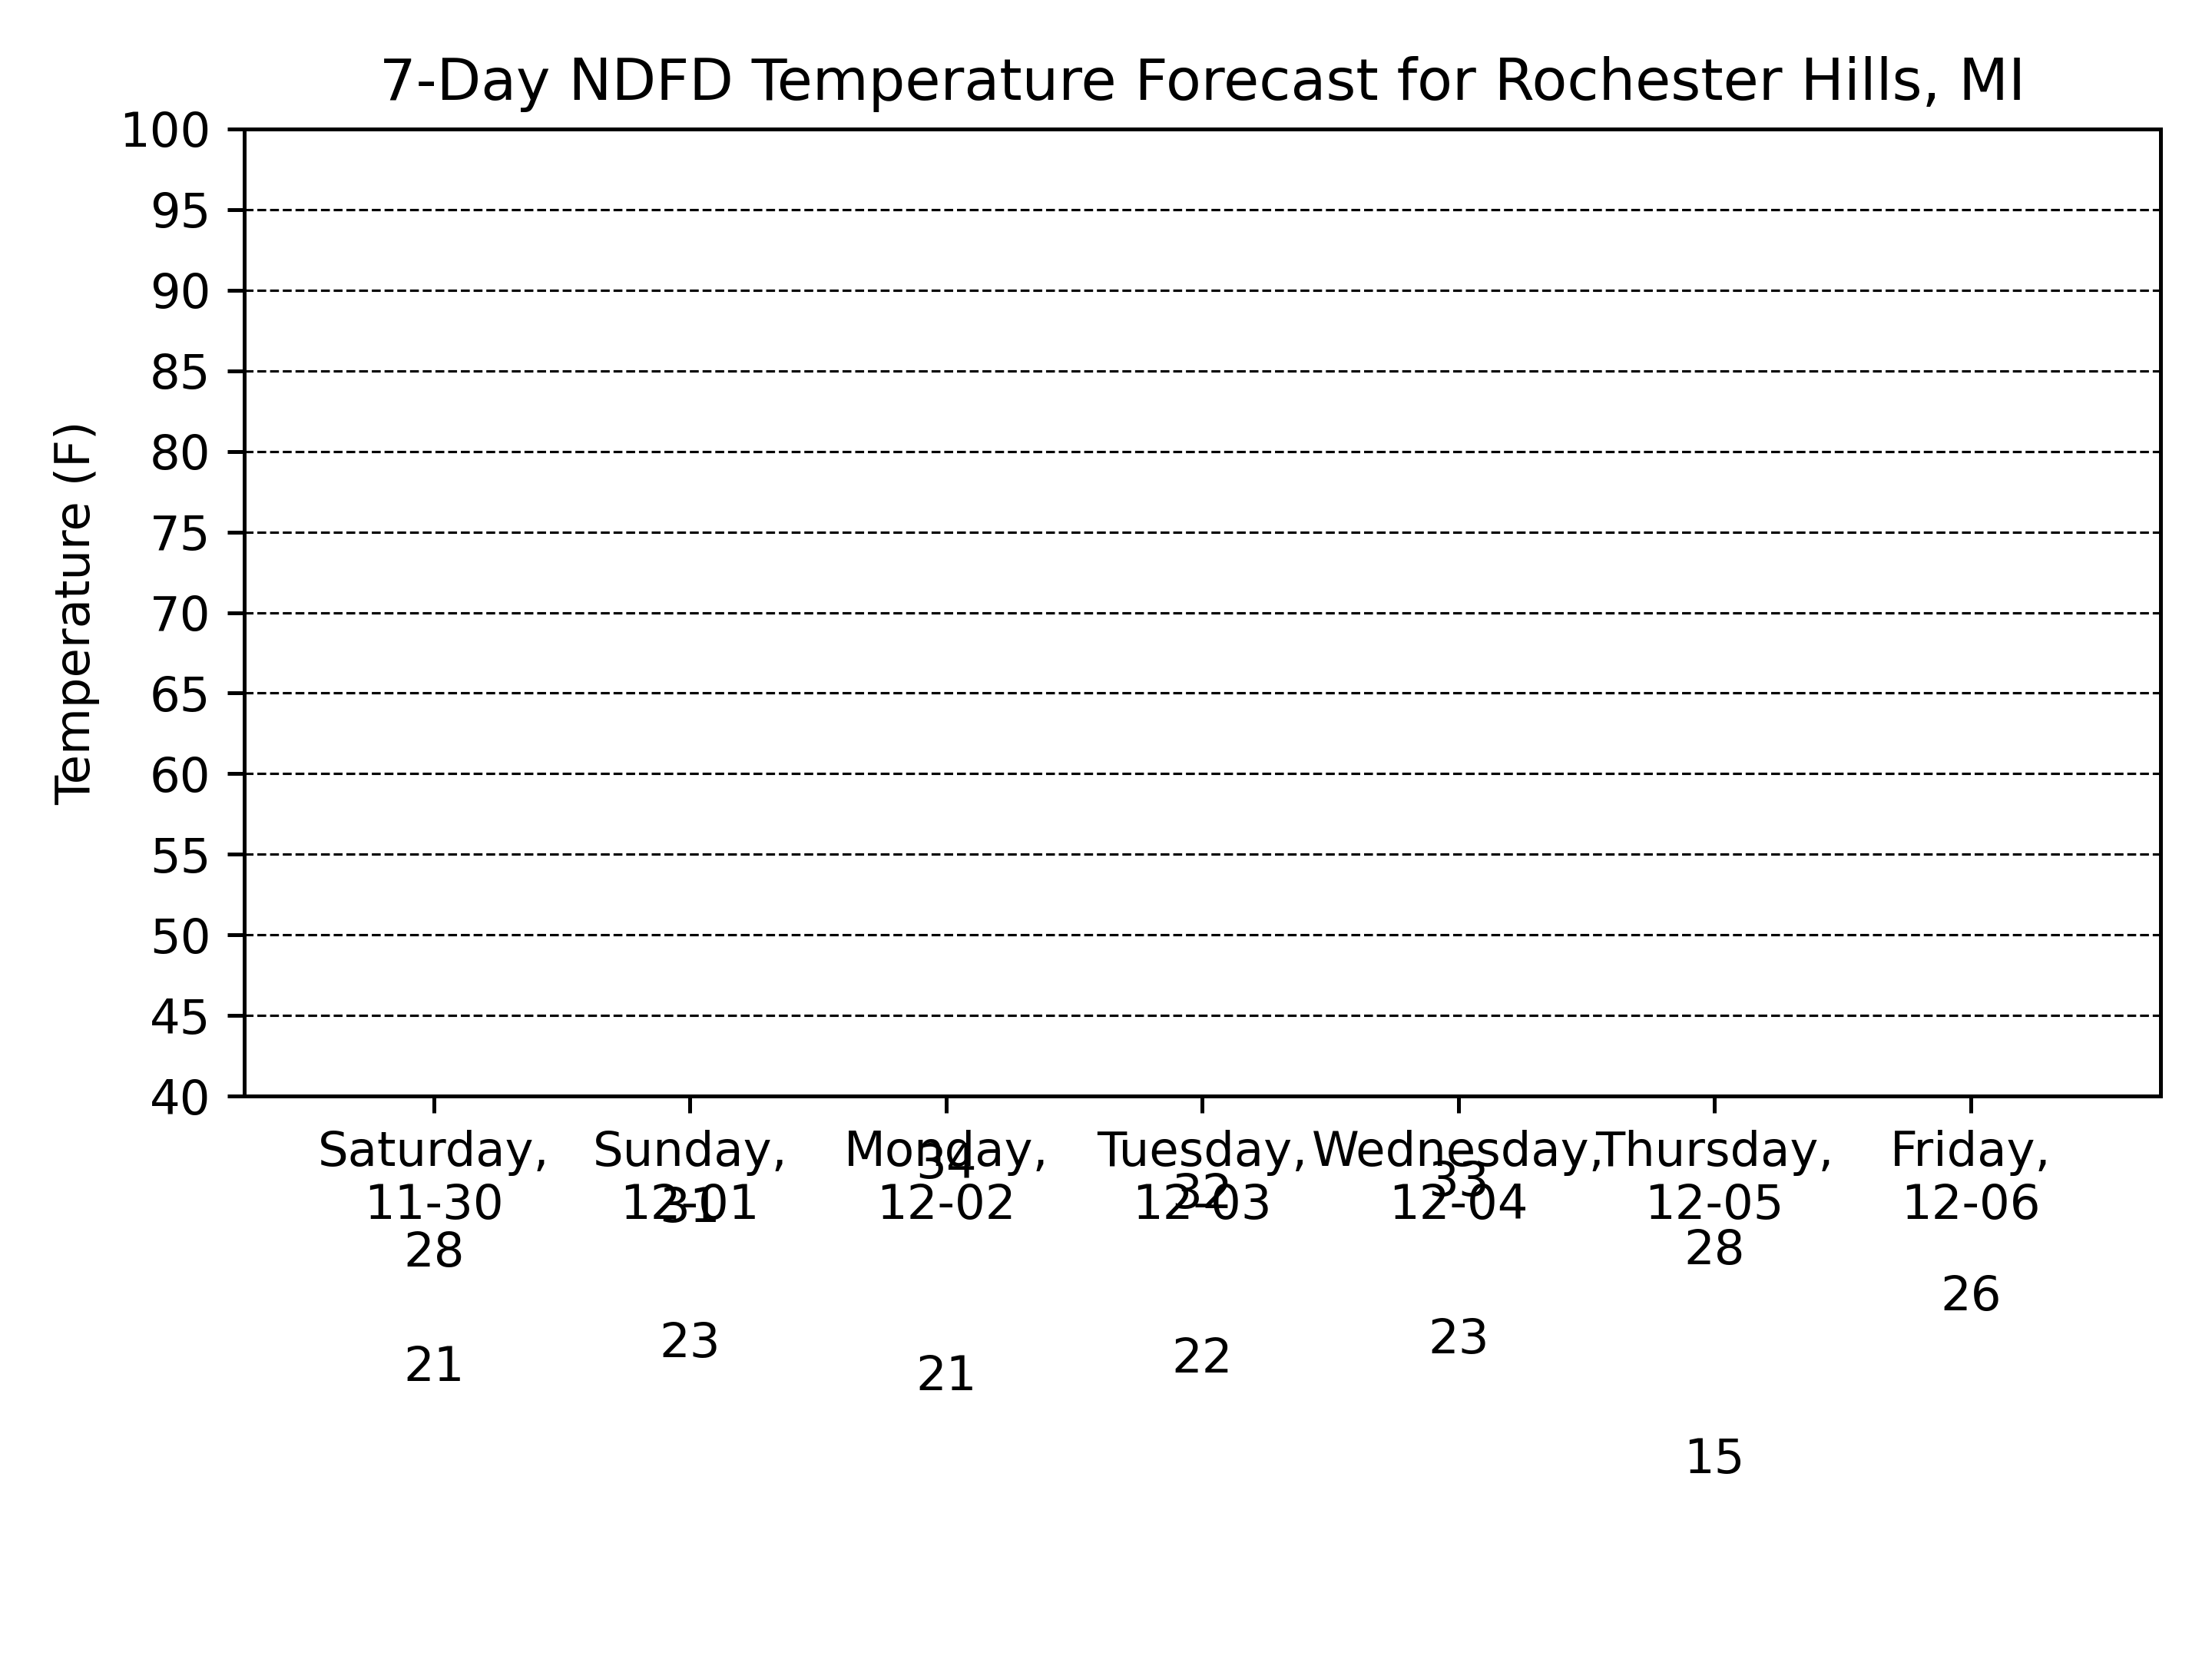 7-Day NDFD Temperature Forecast for Rochester Hills, MI
Temperature (F)
100
95
90
85
80
75
70
65
60
55
50
45
40
Saturday, Sunday, Monday, Tuesday, Wednesday, Thursday, Friday,
11-30 12-01 12-02 12-03 12-04 12-05 12-06
28 31 34 32 33 28 26
21 23 21 22 23 15